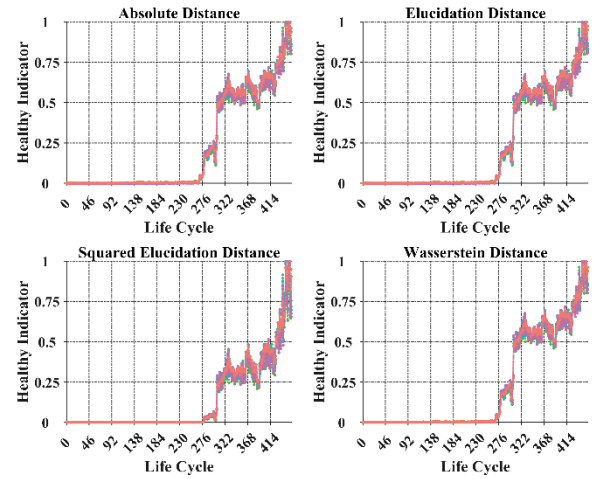 Absolute Distance
Healthy Indicator
1
0.75
0.5
0.25
0
0 46 92 138 184 230 276 322 368 414
Life Cycle
Elucidation Distance
Healthy Indicator
1
0.75
0.5
0.25
0
0 46 92 138 184 230 276 322 368 414
Life Cycle
Squared Elucidation Distance
Healthy Indicator
1
0.75
0.5
0.25
0
0 46 92 138 184 230 276 322 368 414
Life Cycle
Wasserstein Distance
Healthy Indicator
1
0.75
0.5
0.25
0
0 46 92 138 184 230 276 322 368 414
Life Cycle